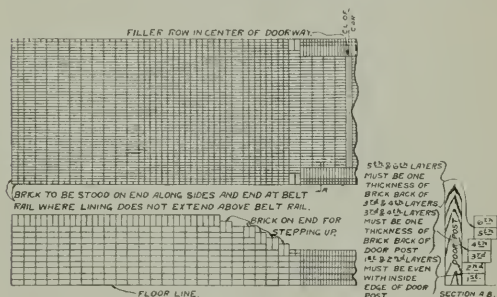 FILLER ROW IN CENTER OF DOORWAY.
BRICK TO BE STOOD ON END ALONG SIDES AND END AT BELT
RAIL WHERE LINING DOES NOT EXTEND ABOVE BELT RAIL.
BRICK ON END FOR
STEPPING UP.
FLOOR LINE
5th & 6th LAYERS
MUST BE ONE
THICKNESS OF
BRICK BACK OF
3rd & 4th LAYERS
3rd & 4th LAYERS
MUST BE ONE
THICKNESS OF
BRICK BACK OF
DOOR POST
1st & 2nd LAYERS
MUST BE EVEN
WITH INSIDE
EDGE OF DOOR
POST
DOOR POST
6th
5th
4th
3rd
2nd
1st
SECTION A B.